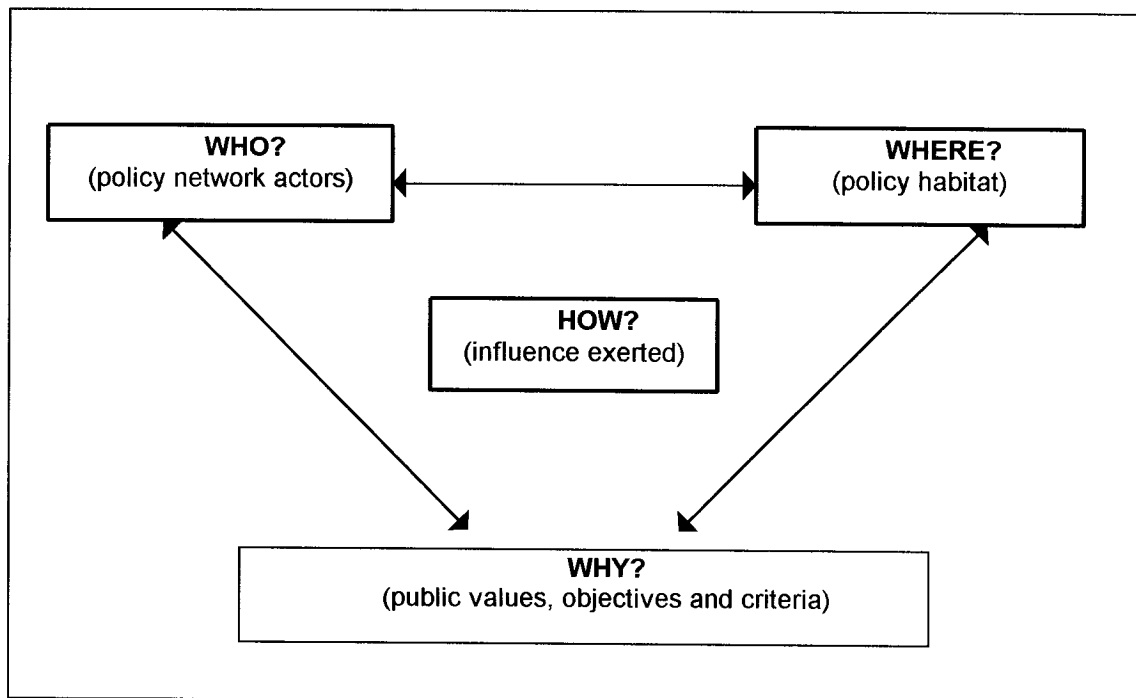 WHO?
(policy network actors)
WHERE?
(policy habitat)
HOW?
(influence exerted)
WHY?
(public values, objectives and criteria)